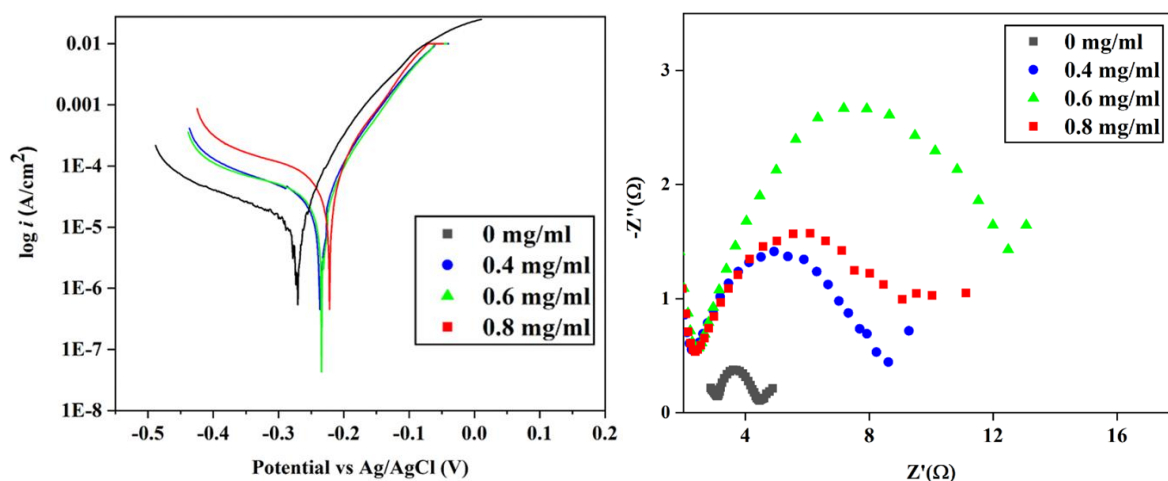 0.01
0.001
1E-4
1E-5
1E-6
1E-7
1E-8
log i (A/cm²)
-0.5 -0.4 -0.3 -0.2 -0.1 0.0 0.1 0.2
Potential vs Ag/AgCl (V)
0 mg/ml
0.4 mg/ml
0.6 mg/ml
0.8 mg/ml
3
2
1
0
-Z''(Ω)
4 8 12 16
Z'(Ω)
0 mg/ml
0.4 mg/ml
0.6 mg/ml
0.8 mg/ml